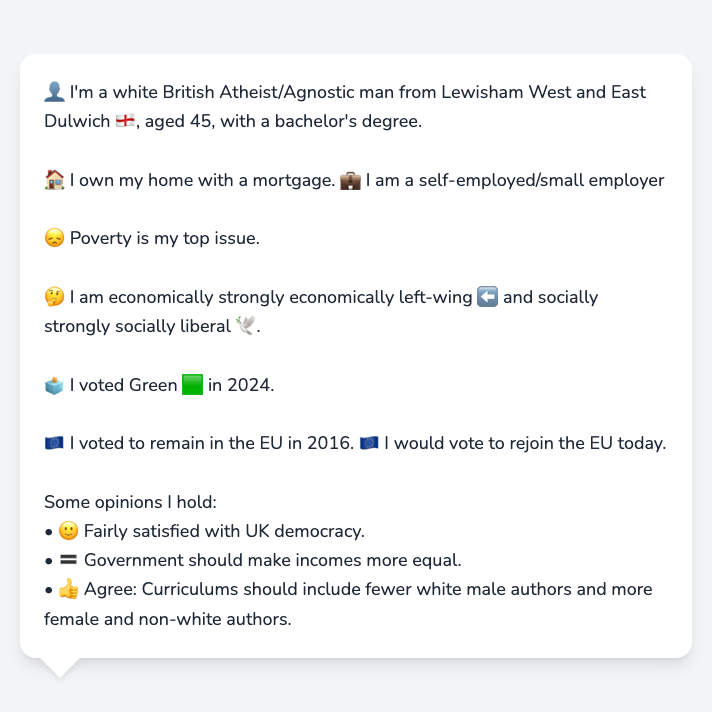 👤 I'm a white British Atheist/Agnostic man from Lewisham West and East
Dulwich 🏴󠁧󠁢󠁥󠁮󠁧󠁿, aged 45, with a bachelor's degree.
🏠 I own my home with a mortgage. 💼 I am a self-employed/small employer
😞 Poverty is my top issue.
🤔 I am economically strongly economically left-wing ⬅️ and socially
strongly socially liberal 🕊️.
🗳️ I voted Green 🟩 in 2024.
🇪🇺 I voted to remain in the EU in 2016. 🇪🇺 I would vote to rejoin the EU today.
Some opinions I hold:
• 🙂 Fairly satisfied with UK democracy.
• 🟰 Government should make incomes more equal.
• 👍 Agree: Curriculums should include fewer white male authors and more
female and non-white authors.